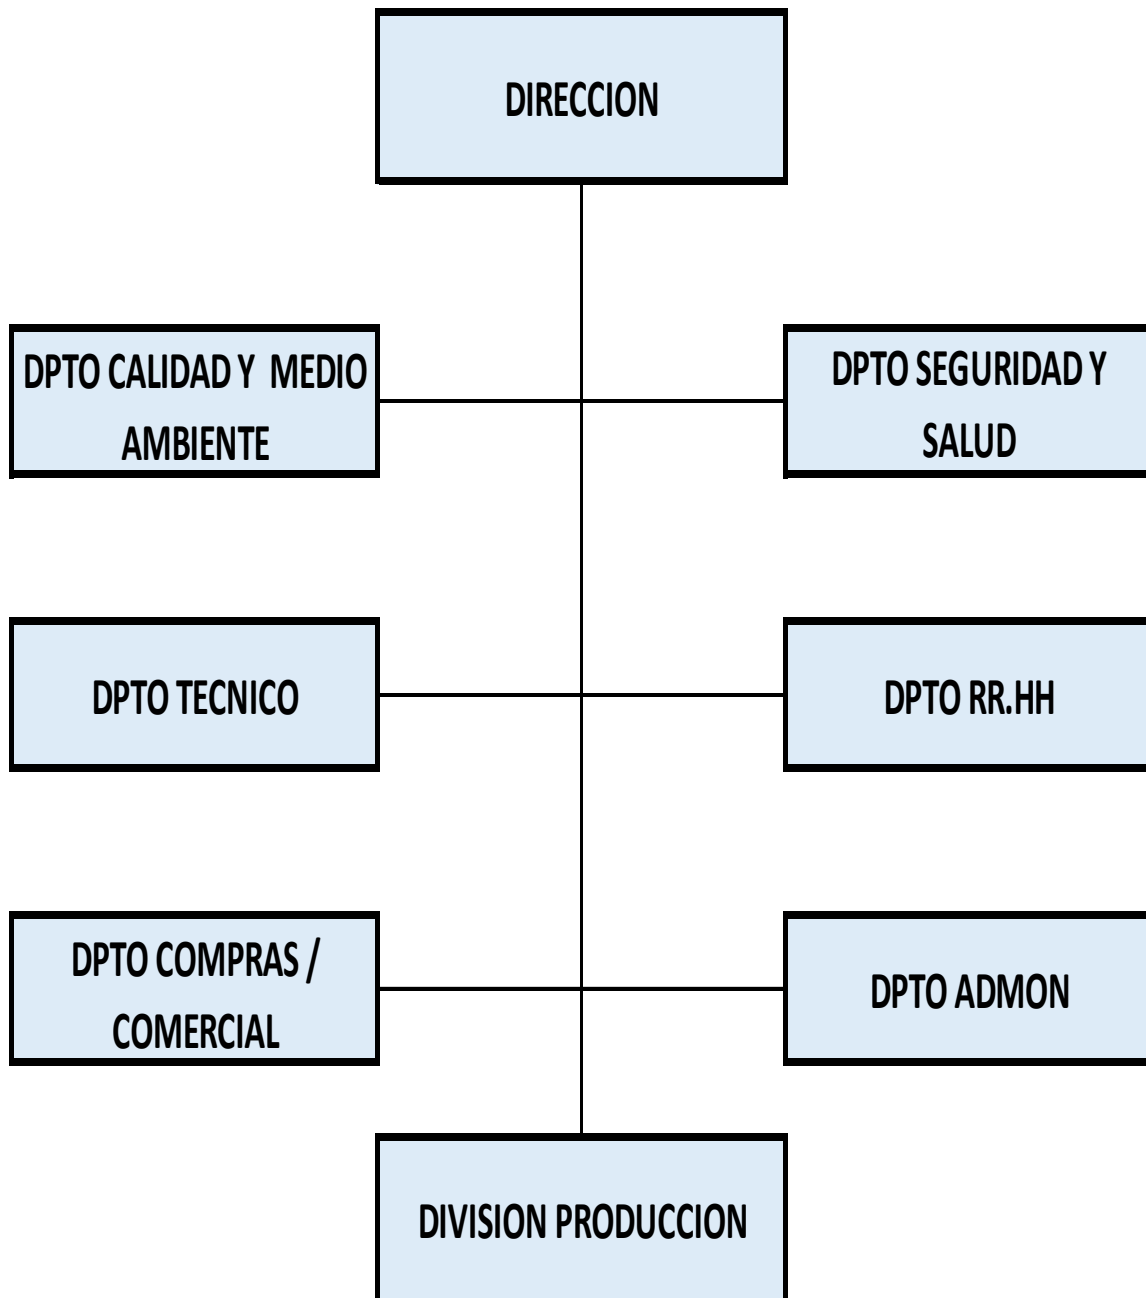 DIRECCION
DPTO CALIDAD Y MEDIO
AMBIENTE
DPTO SEGURIDAD Y
SALUD
DPTO TECNICO
DPTO RR.HH
DPTO COMPRAS /
COMERCIAL
DPTO ADMON
DIVISION PRODUCCION